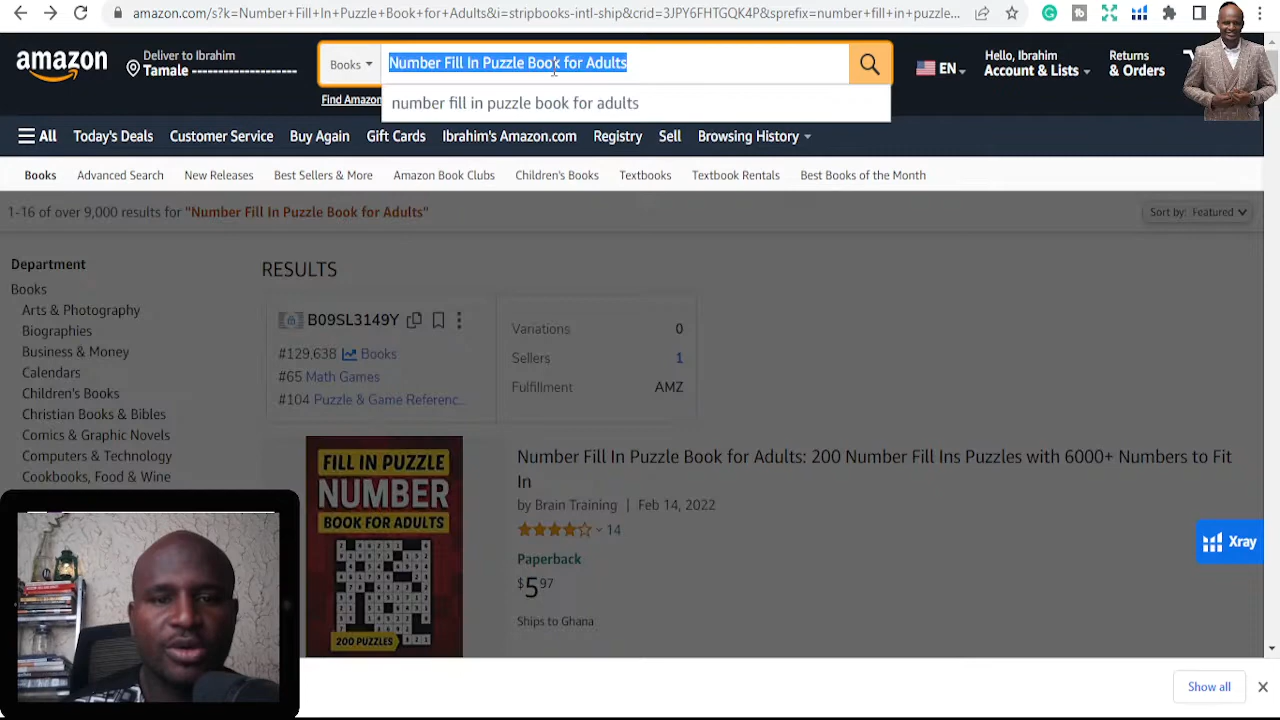 amazon.com/s?k=Number+Fill+In+Puzzle+Book+for+Adults&i=stripbooks-intl-ship&crid=3JPY6FHTGQK4P&sprefix=number+fill+in+puzzle...
amazon
Deliver to Ibrahim
Tamale
Books
Number Fill In Puzzle Book for Adults
EN
Hello, Ibrahim
Account & Lists
Returns
& Orders
Find Amazon
number fill in puzzle book for adults
All
Today's Deals
Customer Service
Buy Again
Gift Cards
Ibrahim's Amazon.com
Registry
Sell
Browsing History
Books
Advanced Search
New Releases
Best Sellers & More
Amazon Book Clubs
Children's Books
Textbooks
Textbook Rentals
Best Books of the Month
1-16 of over 9,000 results for "Number Fill In Puzzle Book for Adults"
Sort by: Featured
Department
Books
Arts & Photography
Biographies
Business & Money
Calendars
Children's Books
Christian Books & Bibles
Comics & Graphic Novels
Computers & Technology
Cookbooks, Food & Wine
RESULTS
B09SL3149Y
#129,638 Books
#65 Math Games
#104 Puzzle & Game Referenc...
Variations 0
Sellers 1
Fulfillment AMZ
FILL IN PUZZLE
NUMBER
BOOK FOR ADULTS
200 PUZZLES
Number Fill In Puzzle Book for Adults: 200 Number Fill Ins Puzzles with 6000+ Numbers to Fit
In
by Brain Training | Feb 14, 2022
14
Paperback
$5 97
Ships to Ghana
Xray
Show all